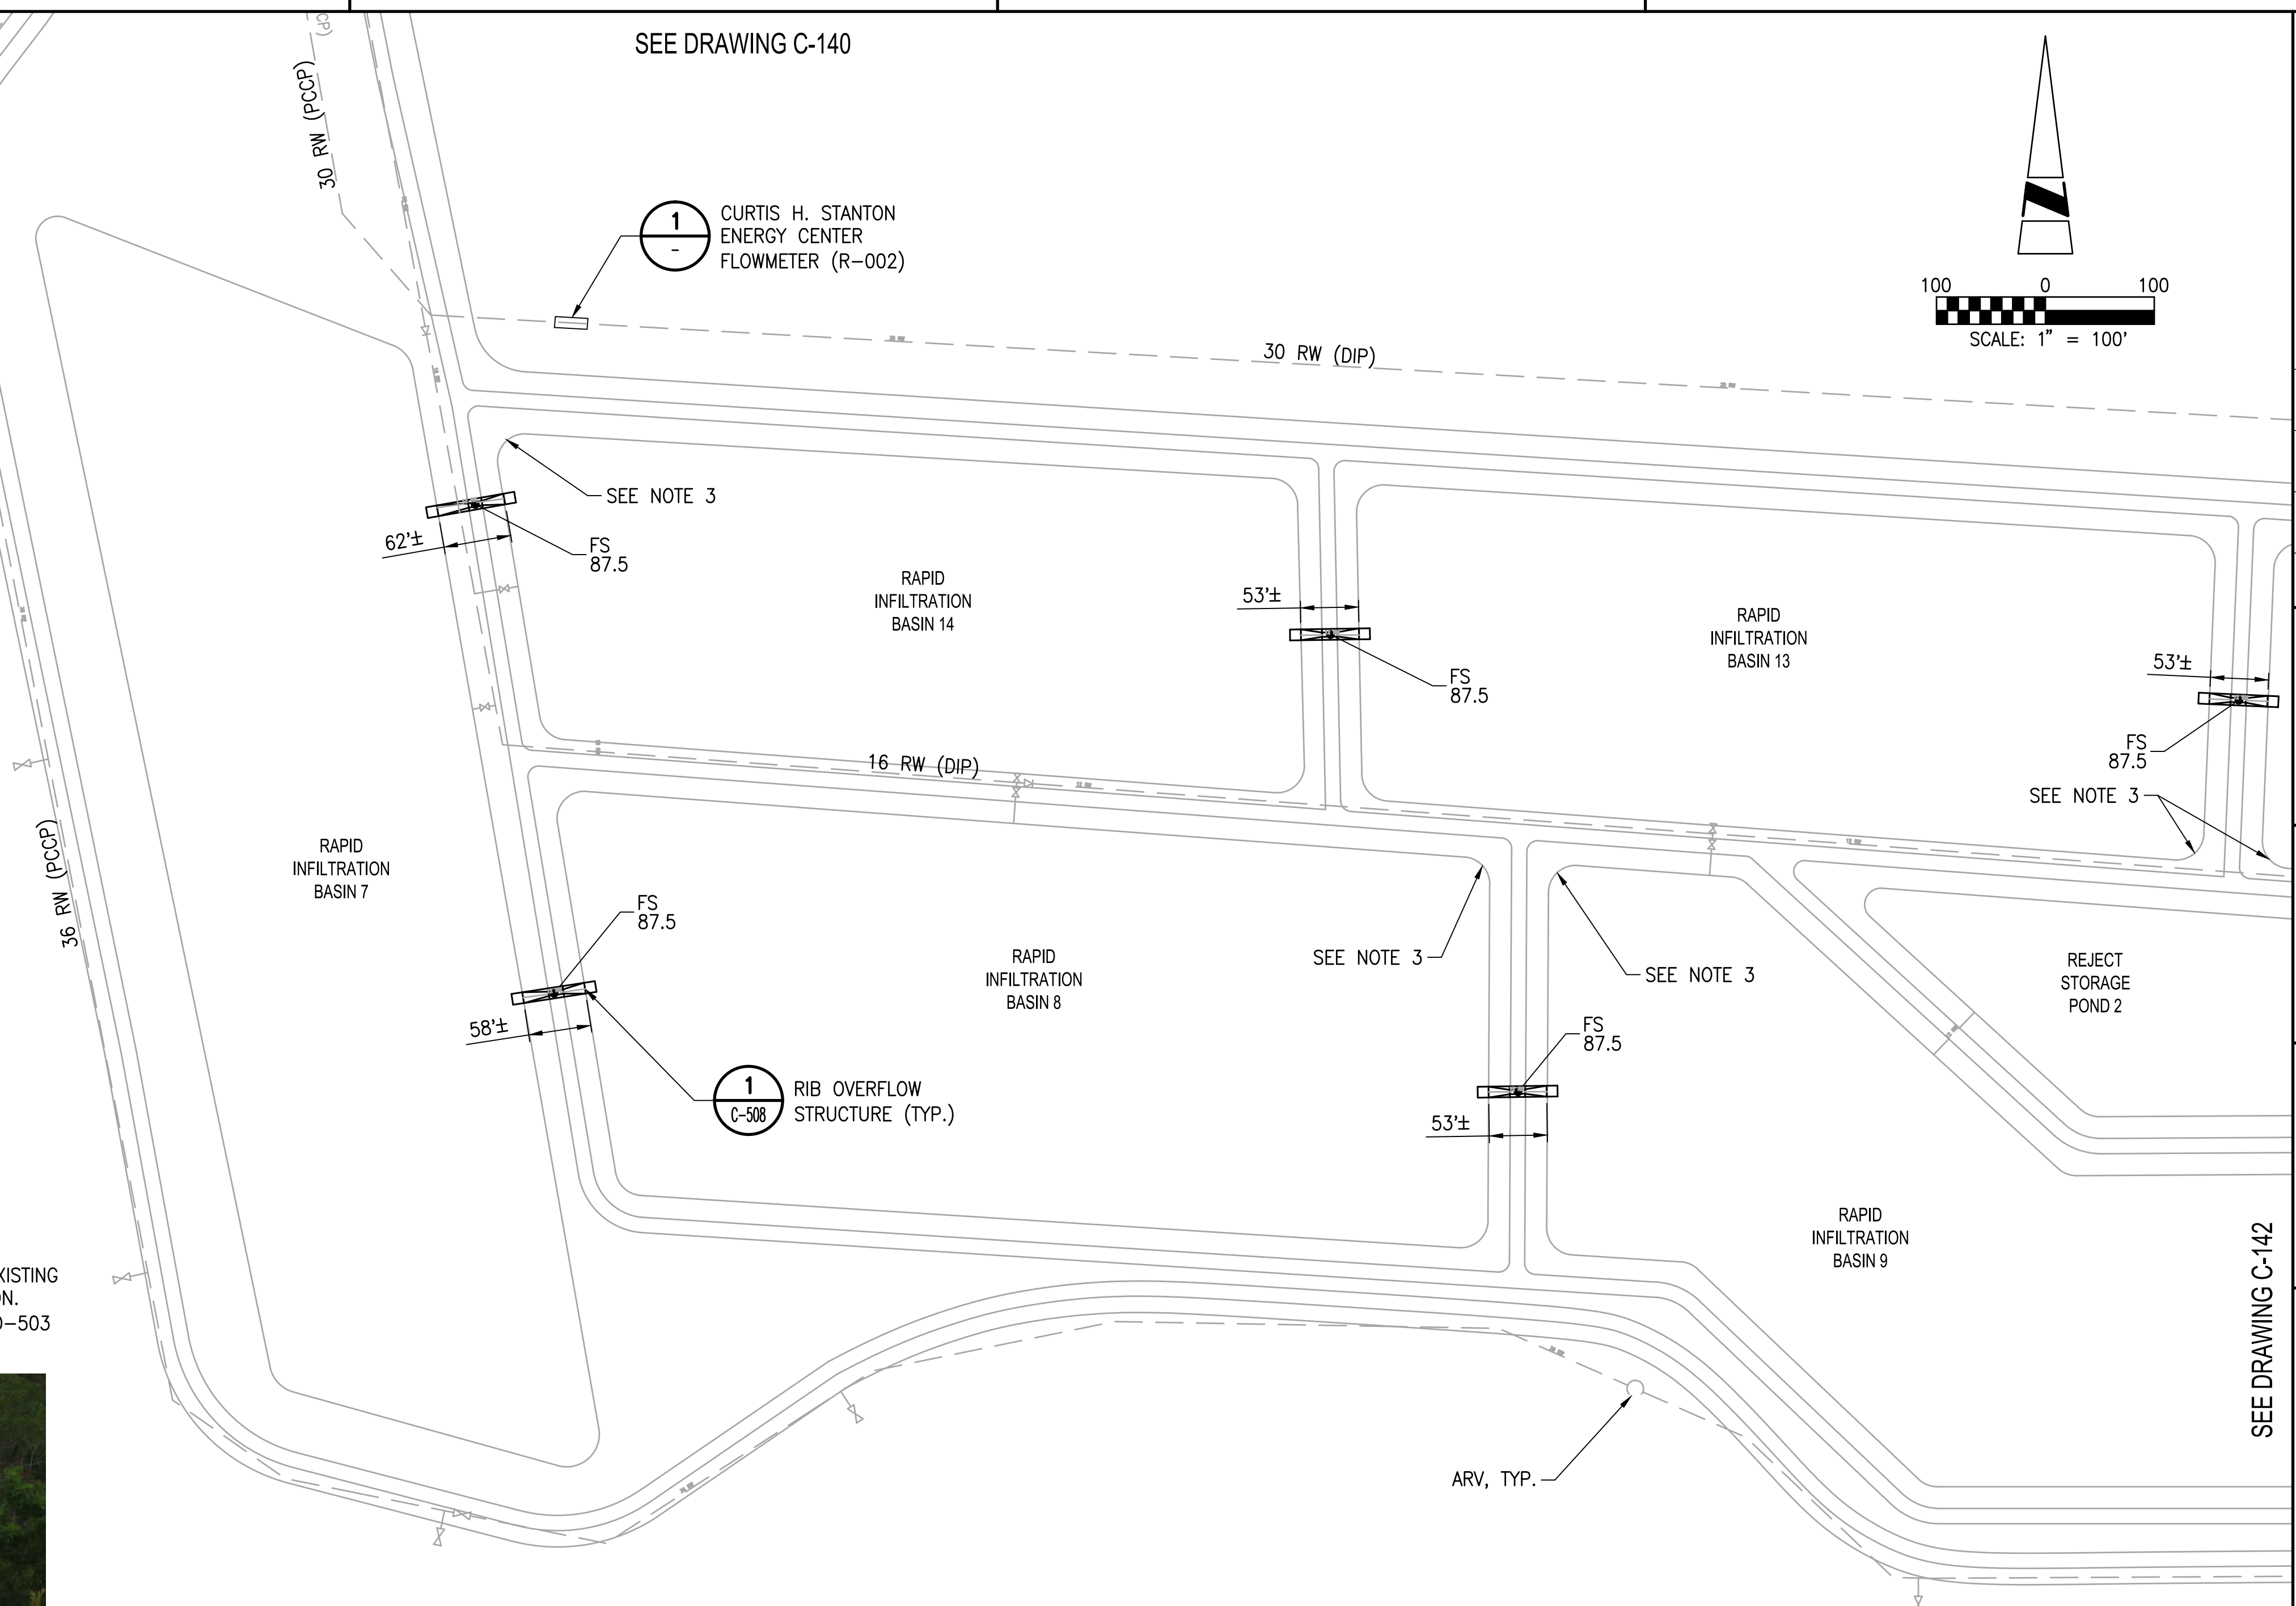 SEE DRAWING C-140
30 RW (PCCP)
CP)
1
-
CURTIS H. STANTON
ENERGY CENTER
FLOWMETER (R-002)
100 0 100
SCALE: 1" = 100'
30 RW (DIP)
SEE NOTE 3
62'±
FS
87.5
RAPID
INFILTRATION
BASIN 14
53'±
FS
87.5
RAPID
INFILTRATION
BASIN 13
53'±
FS
87.5
SEE NOTE 3
16 RW (DIP)
36 RW (PCCP)
RAPID
INFILTRATION
BASIN 7
FS
87.5
58'±
1
C-508
RIB OVERFLOW
STRUCTURE (TYP.)
RAPID
INFILTRATION
BASIN 8
SEE NOTE 3
SEE NOTE 3
FS
87.5
53'±
REJECT
STORAGE
POND 2
RAPID
INFILTRATION
BASIN 9
SEE DRAWING C-142
XISTING
ON.
D-503
ARV, TYP.